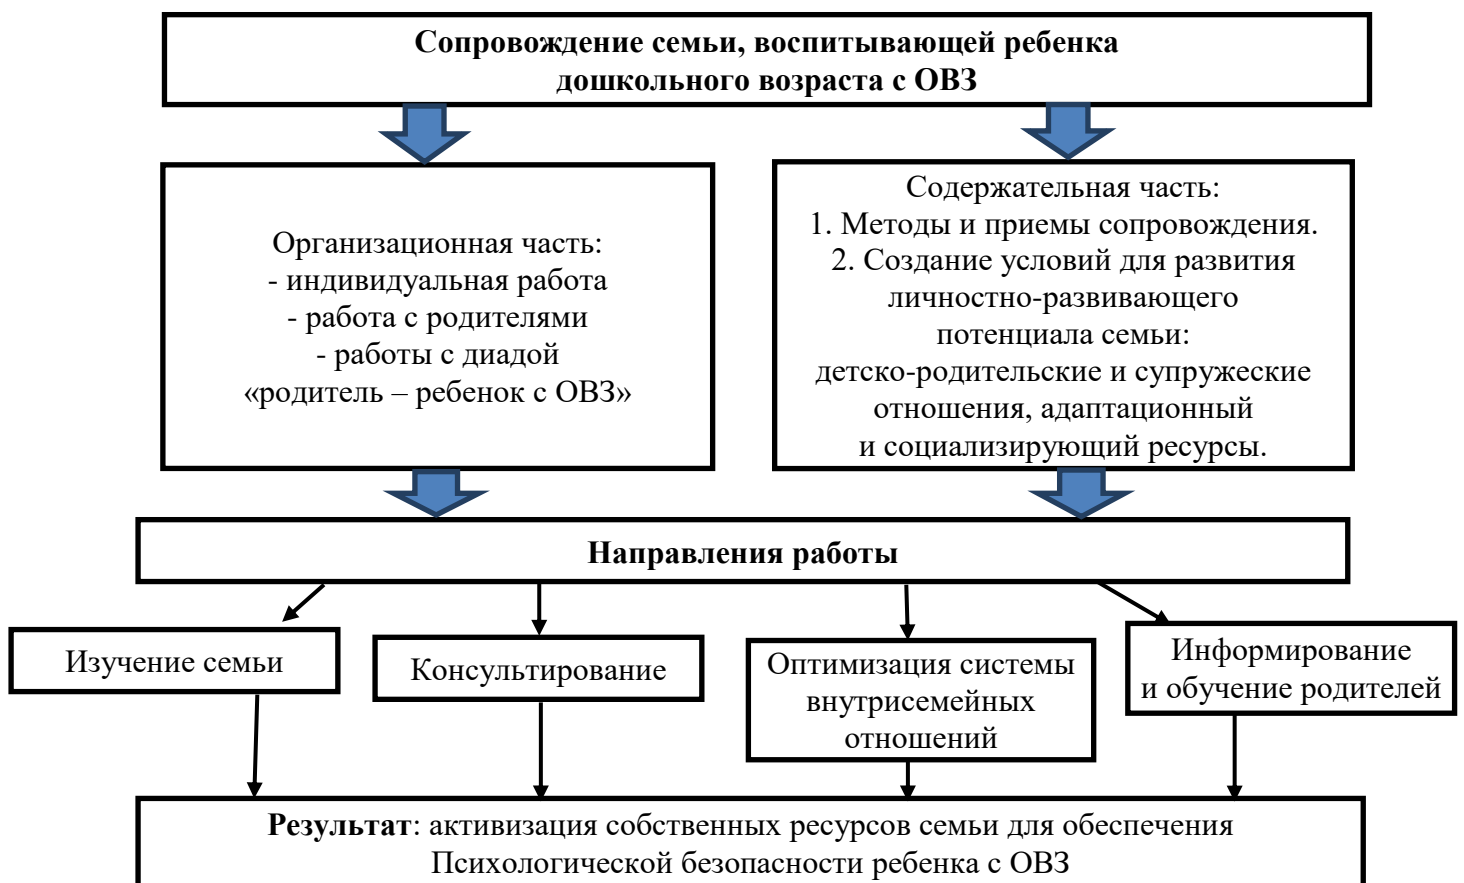 Сопровождение семьи, воспитывающей ребенка
дошкольного возраста с ОВЗ
Организационная часть:
- индивидуальная работа
- работа с родителями
- работы с диадой
«родитель – ребенок с ОВЗ»
Содержательная часть:
1. Методы и приемы сопровождения.
2. Создание условий для развития
личностно-развивающего
потенциала семьи:
детско-родительские и супружеские
отношения, адаптационный
и социализирующий ресурсы.
Направления работы
Изучение семьи
Консультирование
Оптимизация системы
внутрисемейных
отношений
Информирование
и обучение родителей
Результат: активизация собственных ресурсов семьи для обеспечения
Психологической безопасности ребенка с ОВЗ